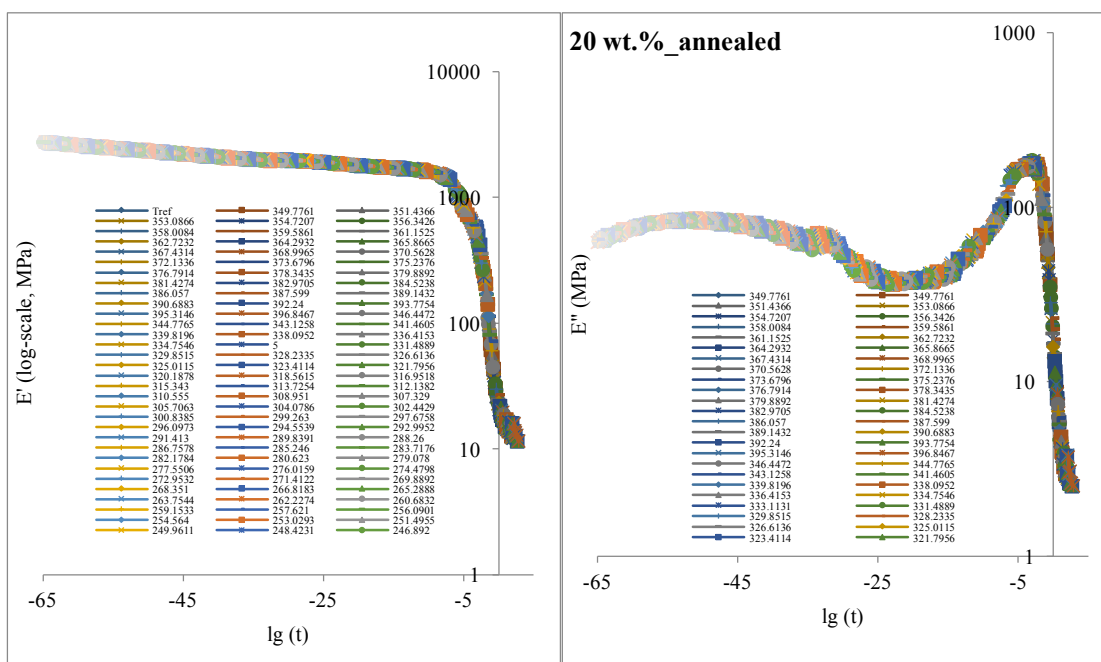 20 wt.%_annealed
10000
1000
100
10
1
E' (log-scale, MPa)
Tref 349.7761 351.4366
353.0866 354.7207 356.3426
358.0084 359.5861 361.1525
362.7232 364.2932 365.8665
367.4314 368.9965 370.5628
372.1336 373.6796 375.2376
376.7914 378.3435 379.8892
381.4274 382.9705 384.5238
386.057 387.599 389.1432
390.6883 392.24 393.7754
395.3146 396.8467 346.4472
344.7765 343.1258 341.4605
339.8196 338.0952 336.4153
334.7546 5 331.4889
329.8515 328.2335 326.6136
325.0115 323.4114 321.7956
320.1878 318.5615 316.9518
315.343 313.7254 312.1382
310.555 308.951 307.329
305.7063 304.0786 302.4429
300.8385 299.263 297.6758
296.0973 294.5539 292.9952
291.413 289.8391 288.26
286.7578 285.246 283.7176
282.1784 280.623 279.078
277.5506 276.0159 274.4798
272.9532 271.4122 269.8892
268.351 266.8183 265.2888
263.7544 262.2274 260.6832
259.1533 257.621 256.0901
254.564 253.0293 251.4955
249.9611 248.4231 246.892
-65 -45 -25 -5
lg (t)
1000
100
10
1
E" (MPa)
349.7761 349.7761
351.4366 353.0866
354.7207 356.3426
358.0084 359.5861
361.1525 362.7232
364.2932 365.8665
367.4314 368.9965
370.5628 372.1336
373.6796 375.2376
376.7914 378.3435
379.8892 381.4274
382.9705 384.5238
386.057 387.599
389.1432 390.6883
392.24 393.7754
395.3146 396.8467
346.4472 344.7765
343.1258 341.4605
339.8196 338.0952
336.4153 334.7546
333.1131 331.4889
329.8515 328.2335
326.6136 325.0115
323.4114 321.7956
-65 -45 -25 -5
lg (t)